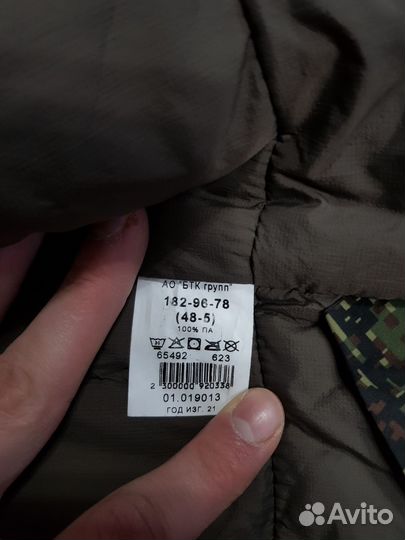 АО "БТК групп"
182-96-78
(48-5)
100% ПА
65492 623
2 300000 920338
01.019013
ГОД ИЗГ. 21
Avito